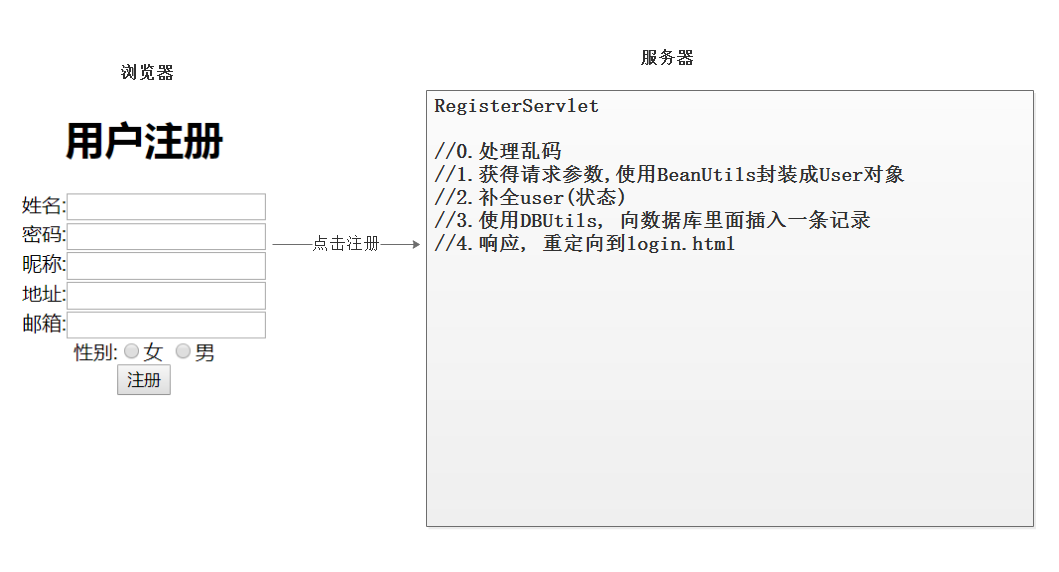 浏览器
用户注册
姓名:
密码:
昵称:
地址:
邮箱:
性别: 女 男
注册
点击注册
服务器
RegisterServlet
//0.处理乱码
//1.获得请求参数,使用BeanUtils封装成User对象
//2.补全user(状态)
//3.使用DBUtils, 向数据库里面插入一条记录
//4.响应, 重定向到login.html